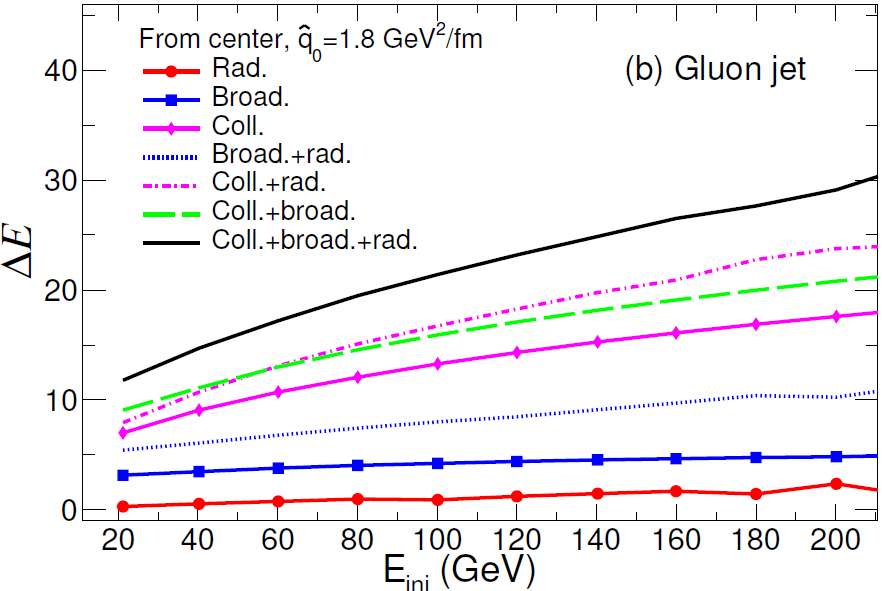 From center, q̂₀=1.8 GeV²/fm
(b) Gluon jet
Rad.
Broad.
Coll.
Broad.+rad.
Coll.+rad.
Coll.+broad.
Coll.+broad.+rad.
ΔE
40
30
20
10
0
20 40 60 80 100 120 140 160 180 200
E_ini (GeV)